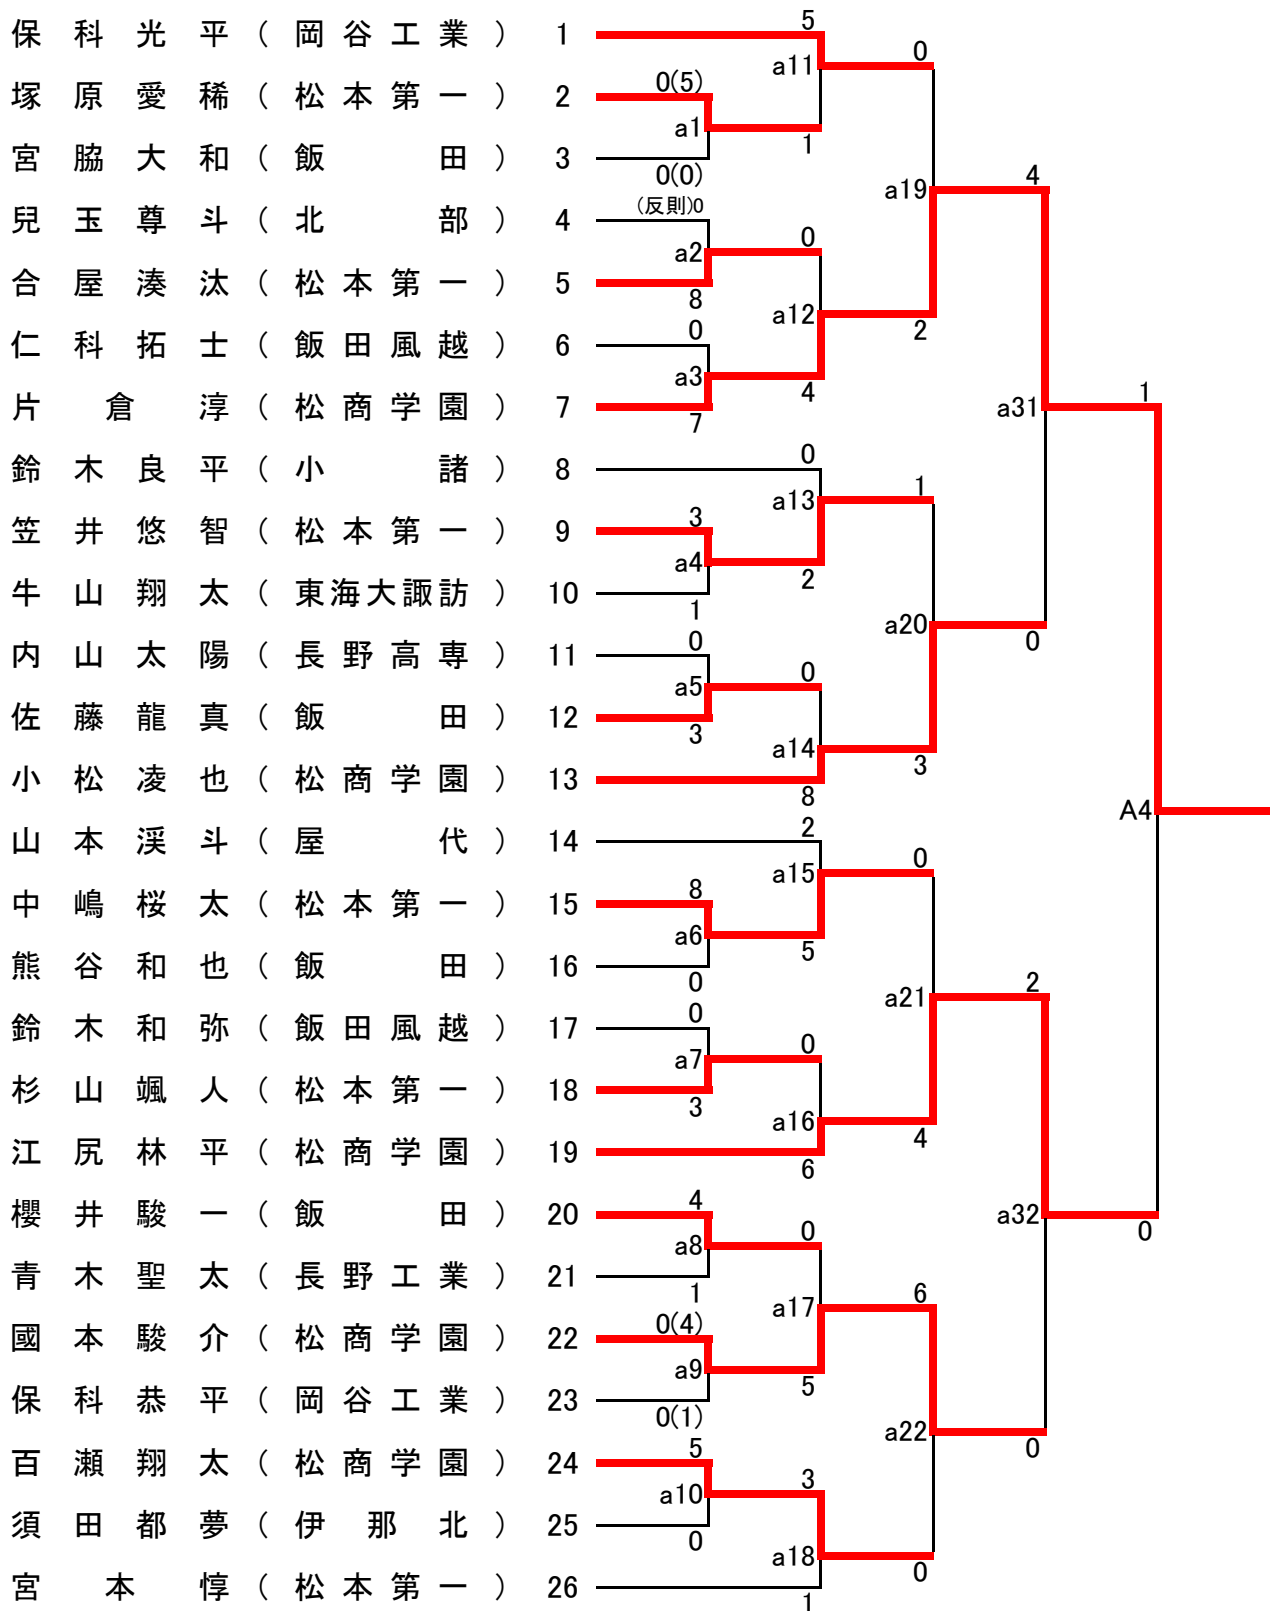 保科光平（岡谷工業） 1
塚原愛稀（松本第一） 2
宮脇大和（飯田） 3
兒玉尊斗（北部） 4
合屋湊汰（松本第一） 5
仁科拓士（飯田風越） 6
片倉淳（松商学園） 7
鈴木良平（小諸） 8
笠井悠智（松本第一） 9
牛山翔太（東海大諏訪） 10
内山太陽（長野高専） 11
佐藤龍真（飯田） 12
小松凌也（松商学園） 13
山本渓斗（屋代） 14
中嶋桜太（松本第一） 15
熊谷和也（飯田） 16
鈴木和弥（飯田風越） 17
杉山颯人（松本第一） 18
江尻林平（松商学園） 19
櫻井駿一（飯田） 20
青木聖太（長野工業） 21
國本駿介（松商学園） 22
保科恭平（岡谷工業） 23
百瀬翔太（松商学園） 24
須田都夢（伊那北） 25
宮本惇（松本第一） 26
0(5)
a1
0(0)
(反則)0
a2
8
0
a3
7
3
a4
1
0
a5
3
8
a6
0
0
a7
3
4
a8
1
0(4)
a9
0(1)
5
a10
0
5
a11
1
0
a12
4
0
a13
2
0
a14
8
2
a15
5
0
a16
6
0
a17
5
3
a18
1
0
a19
2
1
a20
3
0
a21
4
6
a22
0
4
a31
0
2
a32
0
1
A4
0